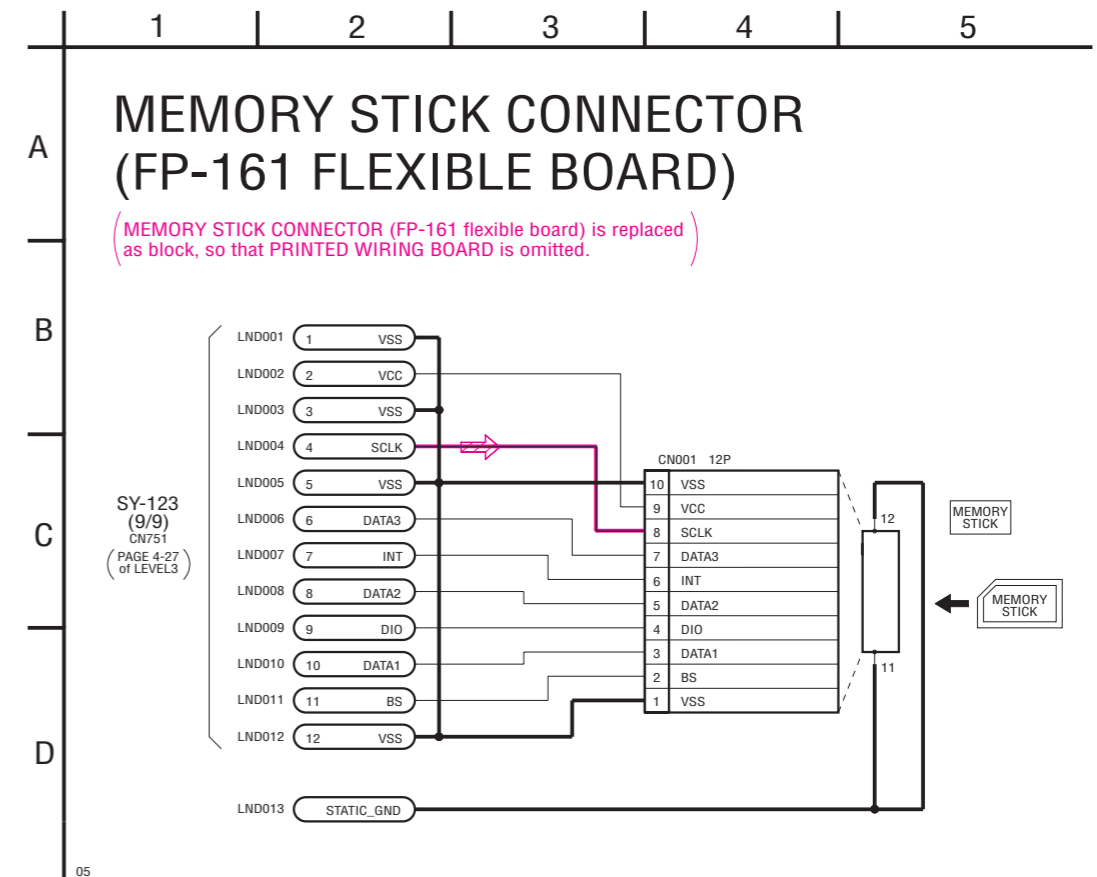 1 2 3 4 5
A
MEMORY STICK CONNECTOR
(FP-161 FLEXIBLE BOARD)
(MEMORY STICK CONNECTOR (FP-161 flexible board) is replaced
as block, so that PRINTED WIRING BOARD is omitted.)
B
LND001 1 VSS
LND002 2 VCC
LND003 3 VSS
LND004 4 SCLK
LND005 5 VSS
LND006 6 DATA3
LND007 7 INT
LND008 8 DATA2
LND009 9 DIO
LND010 10 DATA1
LND011 11 BS
LND012 12 VSS
LND013 STATIC_GND
C
SY-123
(9/9)
CN751
(PAGE 4-27
of LEVEL3)
CN001 12P
10 VSS
9 VCC
8 SCLK
7 DATA3
6 INT
5 DATA2
4 DIO
3 DATA1
2 BS
1 VSS
12
11
MEMORY
STICK
MEMORY
STICK
D
05